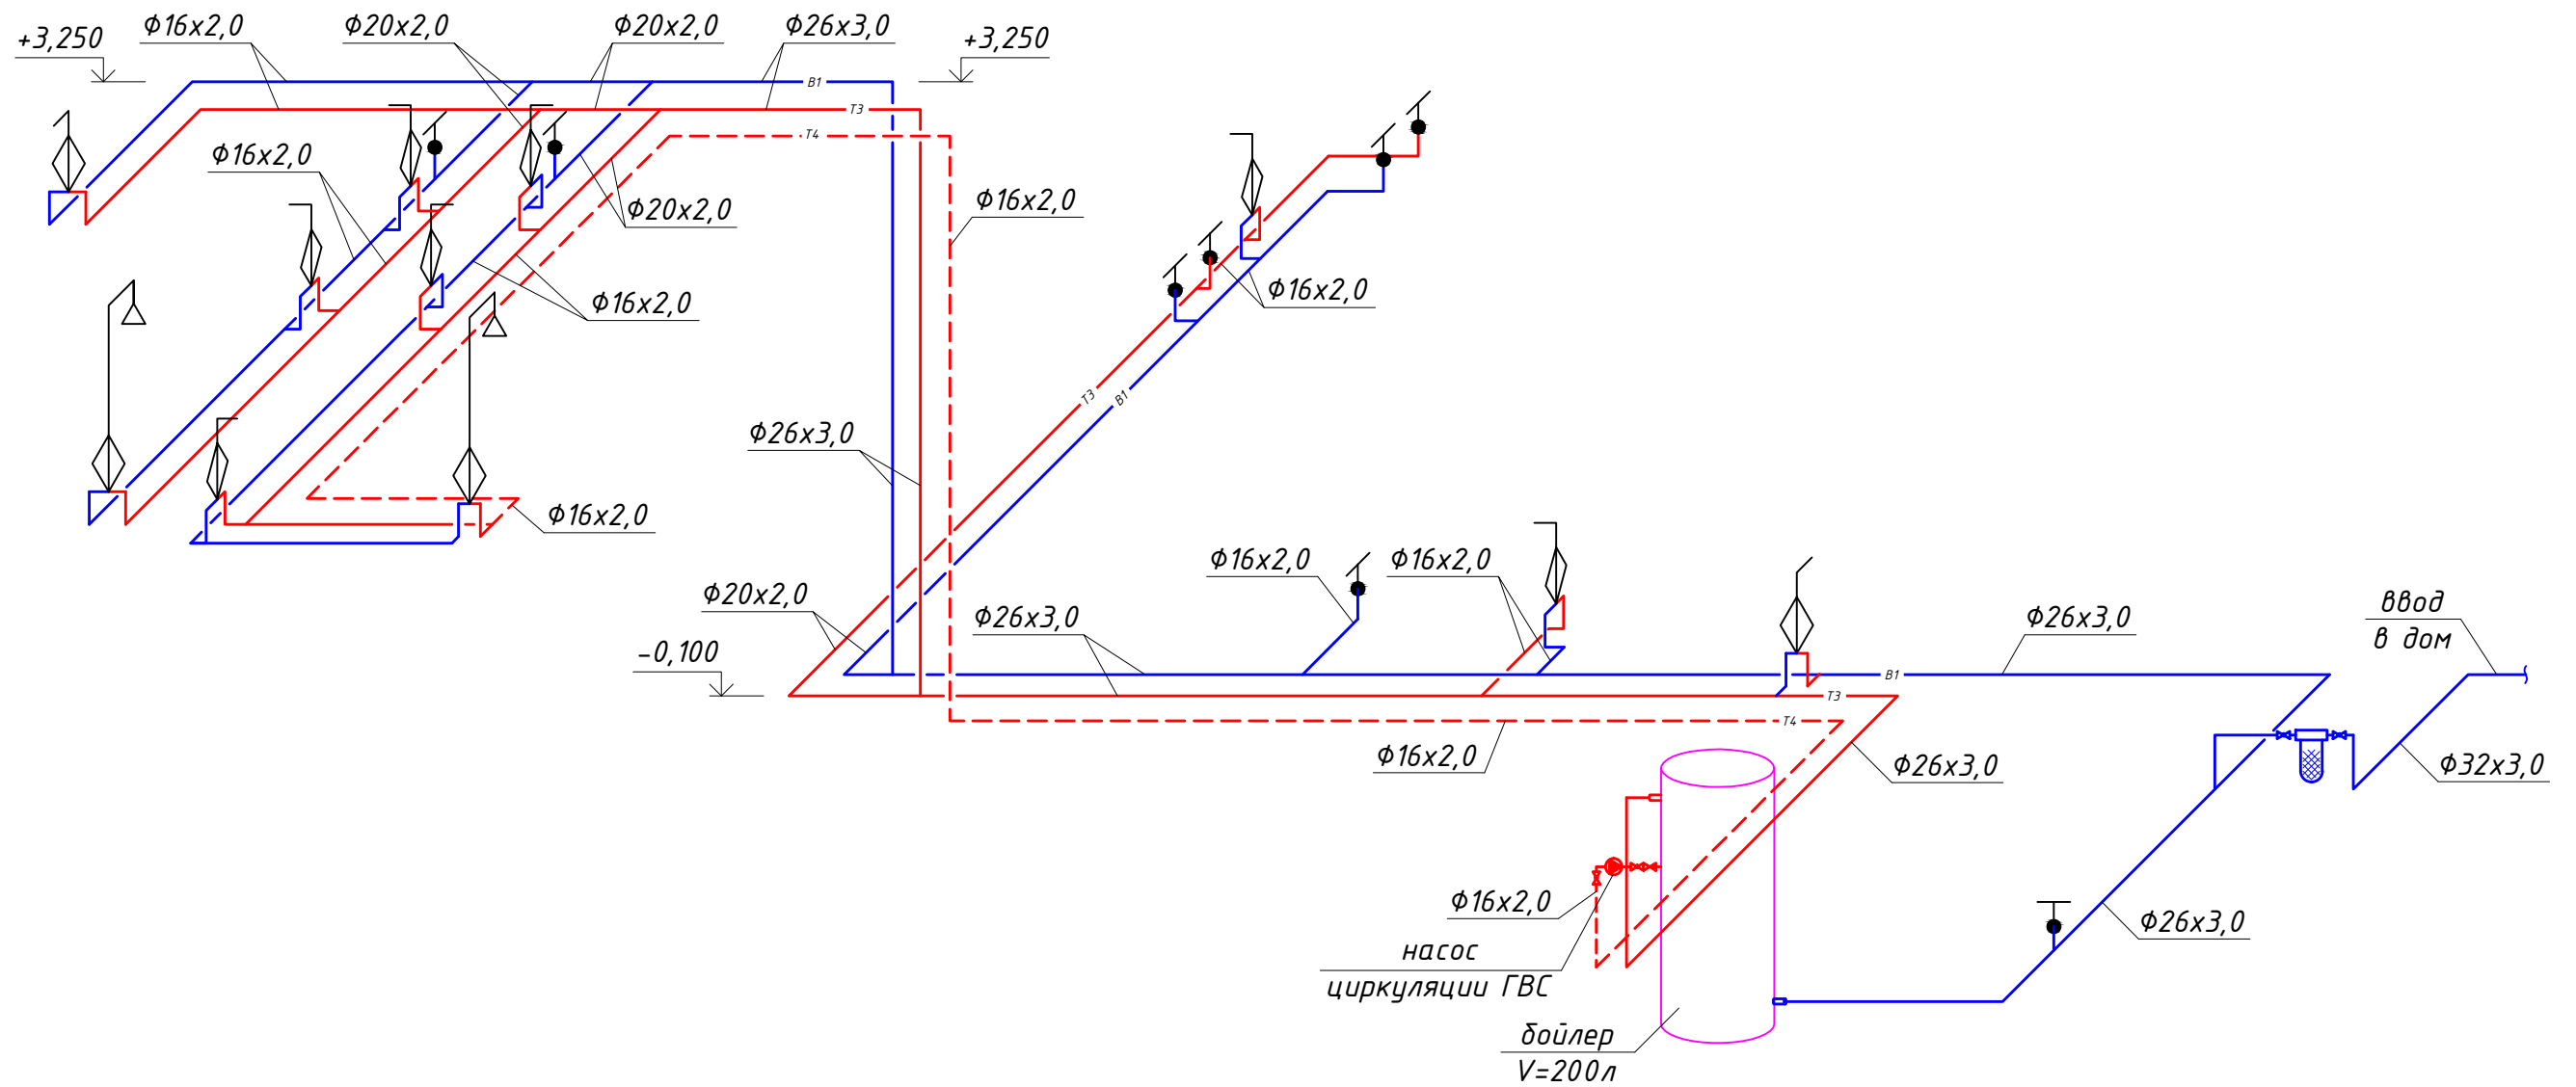 +3,250
Ф16х2,0
Ф20х2,0
Ф20х2,0
Ф26х3,0
+3,250
В1
Т3
Т4
Ф16х2,0
Ф20х2,0
Ф16х2,0
Ф16х2,0
Ф16х2,0
Т3
В1
Ф26х3,0
Ф16х2,0
Ф16х2,0
Ф16х2,0
Ф20х2,0
Ф26х3,0
Ф26х3,0
ввод
в дом
-0,100
В1
Т3
Т4
Ф16х2,0
Ф26х3,0
Ф32х3,0
Ф16х2,0
Ф26х3,0
насос
циркуляции ГВС
бойлер
V=200л